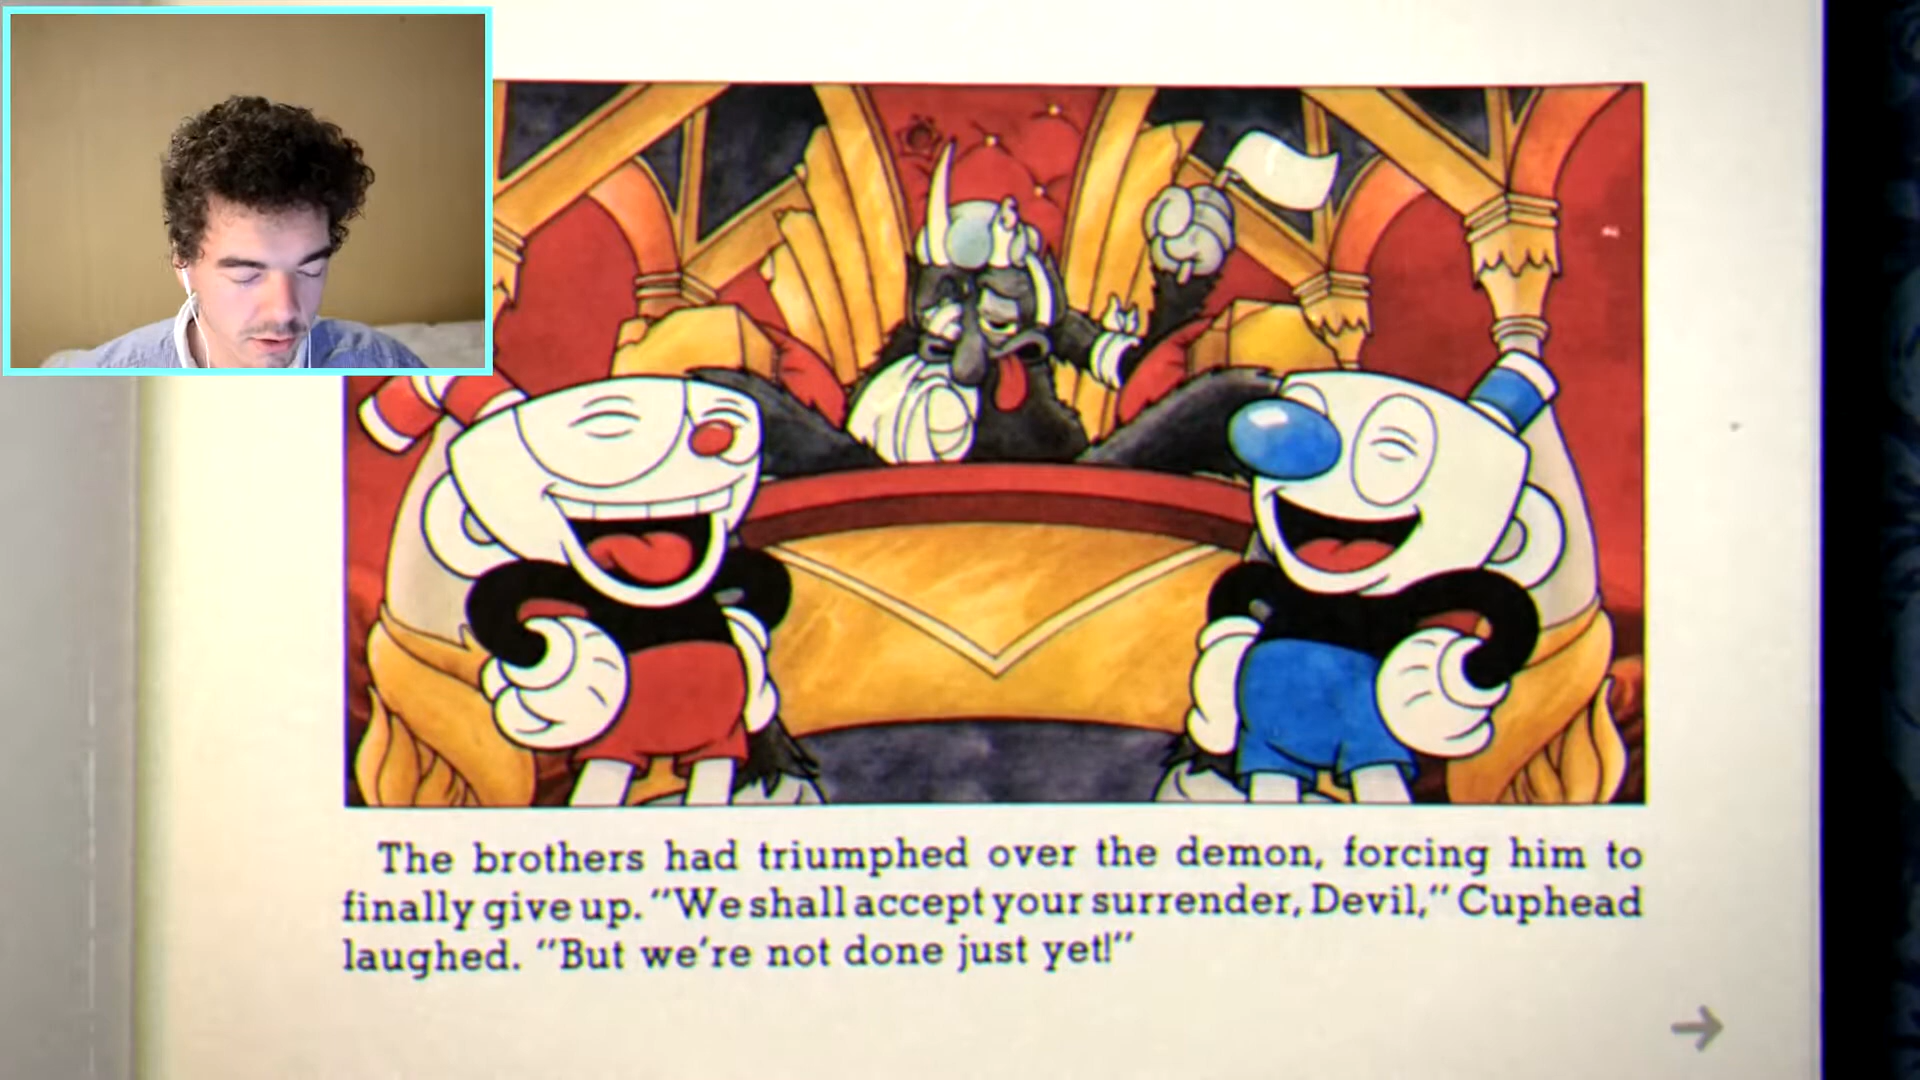 The brothers had triumphed over the demon, forcing him to
finally give up. “We shall accept your surrender, Devil,” Cuphead
laughed. “But we’re not done just yet!”